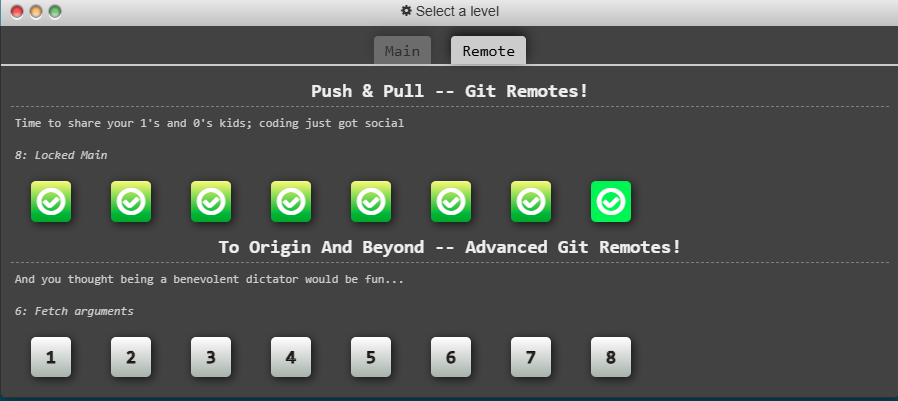 Select a level
Main Remote
Push & Pull -- Git Remotes!
Time to share your 1's and 0's kids; coding just got social
8: Locked Main
To Origin And Beyond -- Advanced Git Remotes!
And you thought being a benevolent dictator would be fun...
6: Fetch arguments
1 2 3 4 5 6 7 8